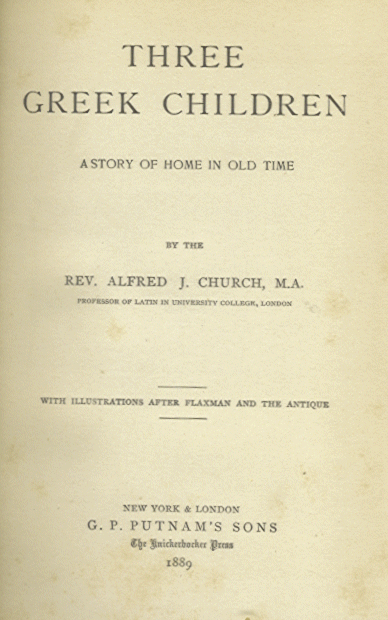 THREE
GREEK CHILDREN
A STORY OF HOME IN OLD TIME
BY THE
REV. ALFRED J. CHURCH, M.A.
PROFESSOR OF LATIN IN UNIVERSITY COLLEGE, LONDON
WITH ILLUSTRATIONS AFTER FLAXMAN AND THE ANTIQUE
NEW YORK & LONDON
G. P. PUTNAM'S SONS
The Knickerbocker Press
1889